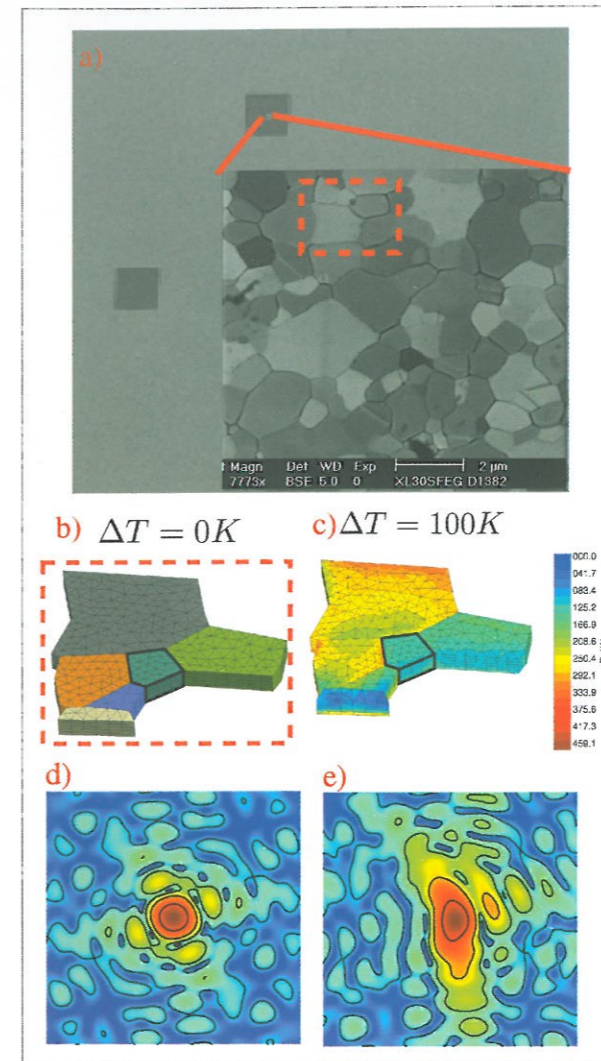 a)
Magn Det WD Exp 2 µm
7773x BSE 5.0 0 XL30SFEG D1382
b) ΔT = 0K c) ΔT = 100K
000.0
041.7
083.4
125.2
166.9
208.6
250.4
292.1
333.9
375.6
417.3
459.1
d) e)